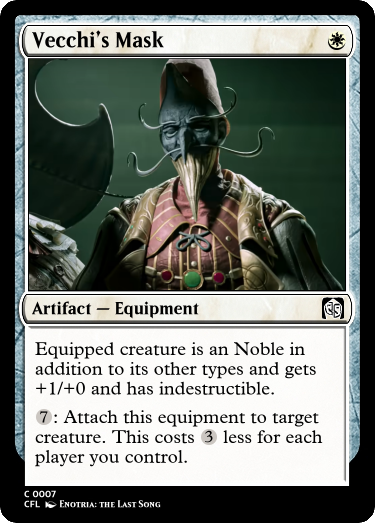 Vecchi's Mask
Artifact — Equipment
Equipped creature is an Noble in
addition to its other types and gets
+1/+0 and has indestructible.
7: Attach this equipment to target
creature. This costs 3 less for each
player you control.
C 0007
CFL Enotria: the Last Song